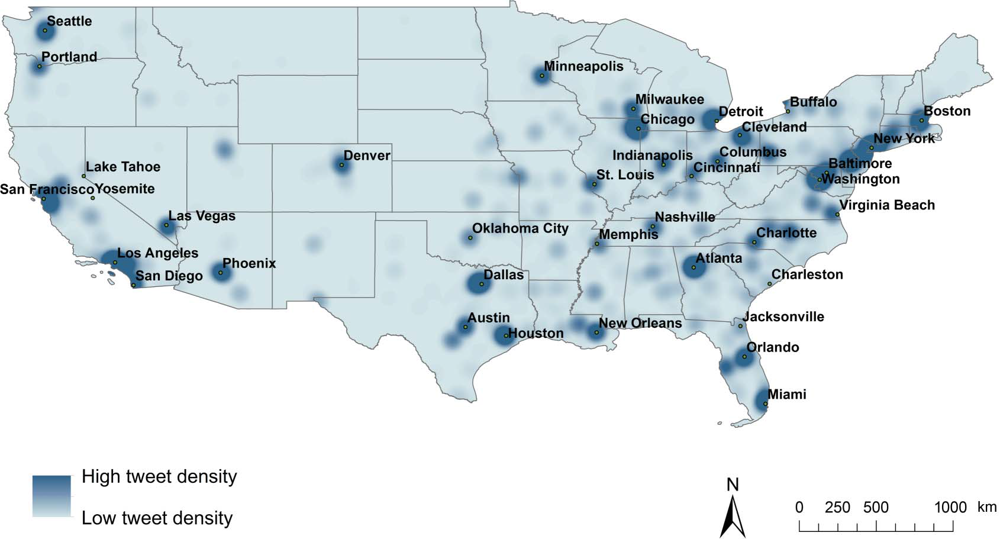 Seattle
Portland
Minneapolis
Milwaukee
Buffalo
Detroit
Boston
Chicago
Cleveland
New York
Denver
Indianapolis
Columbus
Baltimore
Lake Tahoe
Cincinnati
St. Louis
Washington
San Francisco
Yosemite
Virginia Beach
Las Vegas
Nashville
Oklahoma City
Memphis
Charlotte
Los Angeles
Phoenix
Atlanta
San Diego
Dallas
Charleston
Austin
Jacksonville
New Orleans
Houston
Orlando
Miami
High tweet density
Low tweet density
N
0 250 500 1000 km